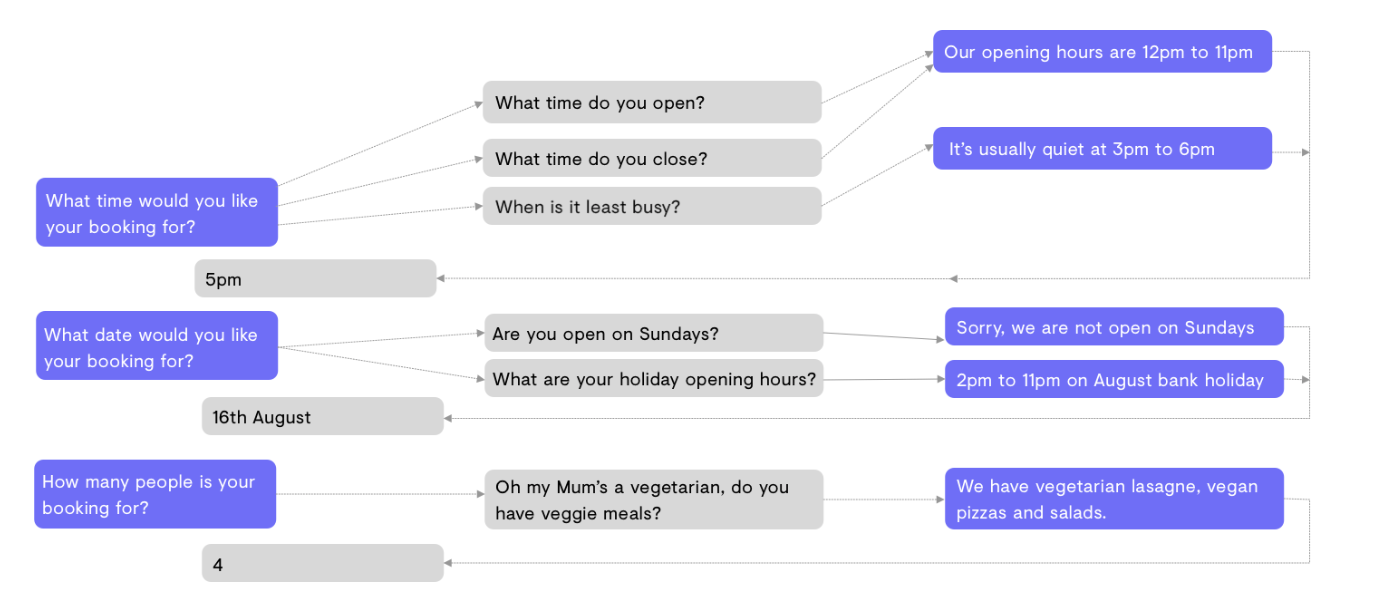 Our opening hours are 12pm to 11pm
What time do you open?
It's usually quiet at 3pm to 6pm
What time do you close?
What time would you like
your booking for?
When is it least busy?
5pm
What date would you like
your booking for?
Are you open on Sundays?
Sorry, we are not open on Sundays
What are your holiday opening hours?
2pm to 11pm on August bank holiday
16th August
How many people is your
booking for?
Oh my Mum's a vegetarian, do you
have veggie meals?
We have vegetarian lasagne, vegan
pizzas and salads.
4